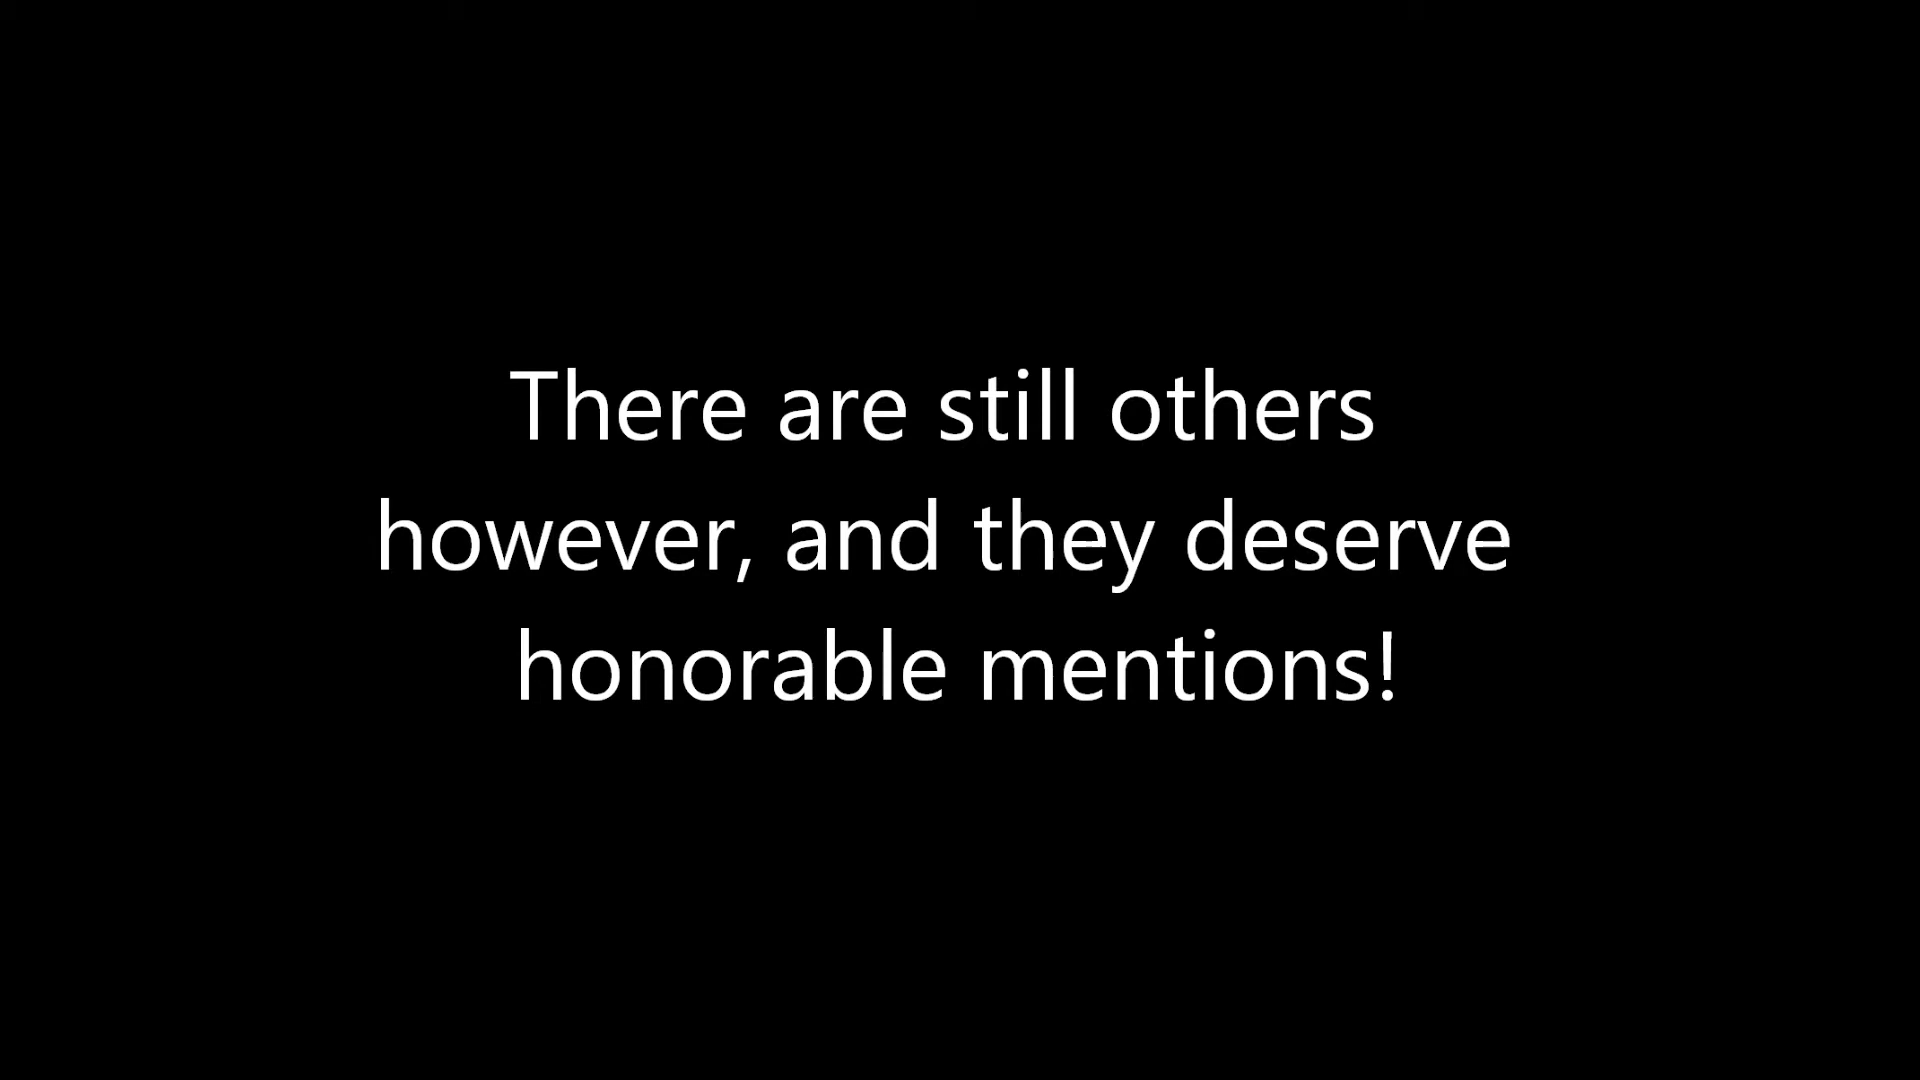 There are still others
however, and they deserve
honorable mentions!